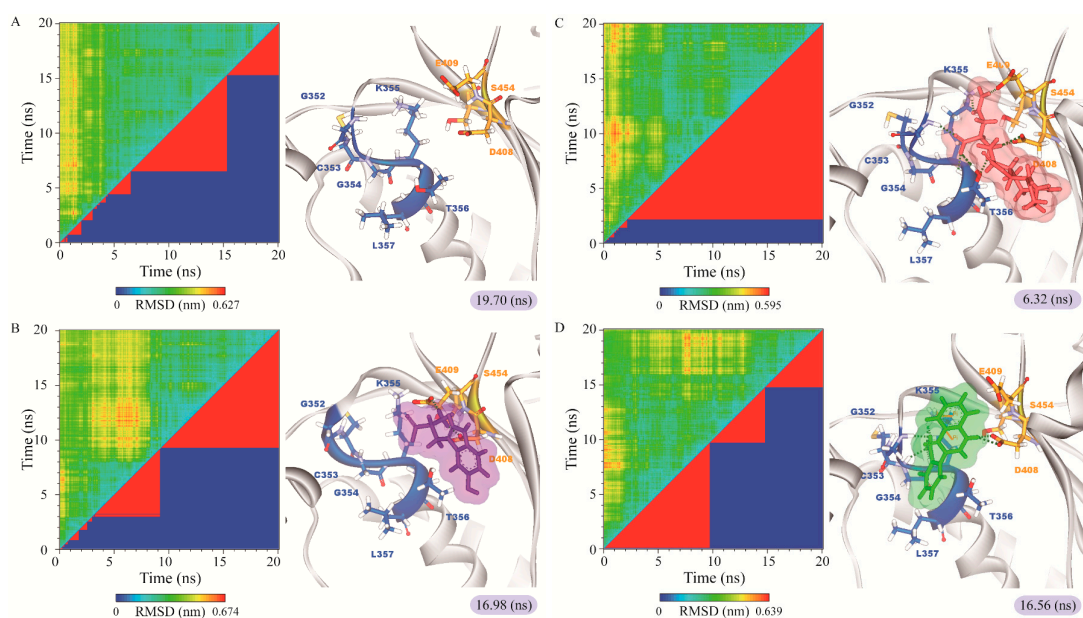 A
20
15
10
5
0
Time (ns)
0 5 10 15 20
Time (ns)
0 RMSD (nm) 0.627
E409
S454
K355
G352
D408
C353
G354
T356
L357
19.70 (ns)
B
20
15
10
5
0
Time (ns)
0 5 10 15 20
Time (ns)
0 RMSD (nm) 0.674
E409
S454
K355
G352
D408
C353
G354
T356
L357
16.98 (ns)
C
20
15
10
5
0
Time (ns)
0 5 10 15 20
Time (ns)
0 RMSD (nm) 0.595
E409
K355
S454
G352
D408
C353
G354
T356
L357
6.32 (ns)
D
20
15
10
5
0
Time (ns)
0 5 10 15 20
Time (ns)
0 RMSD (nm) 0.639
E409
K355
S454
G352
D408
C353
G354
T356
L357
16.56 (ns)